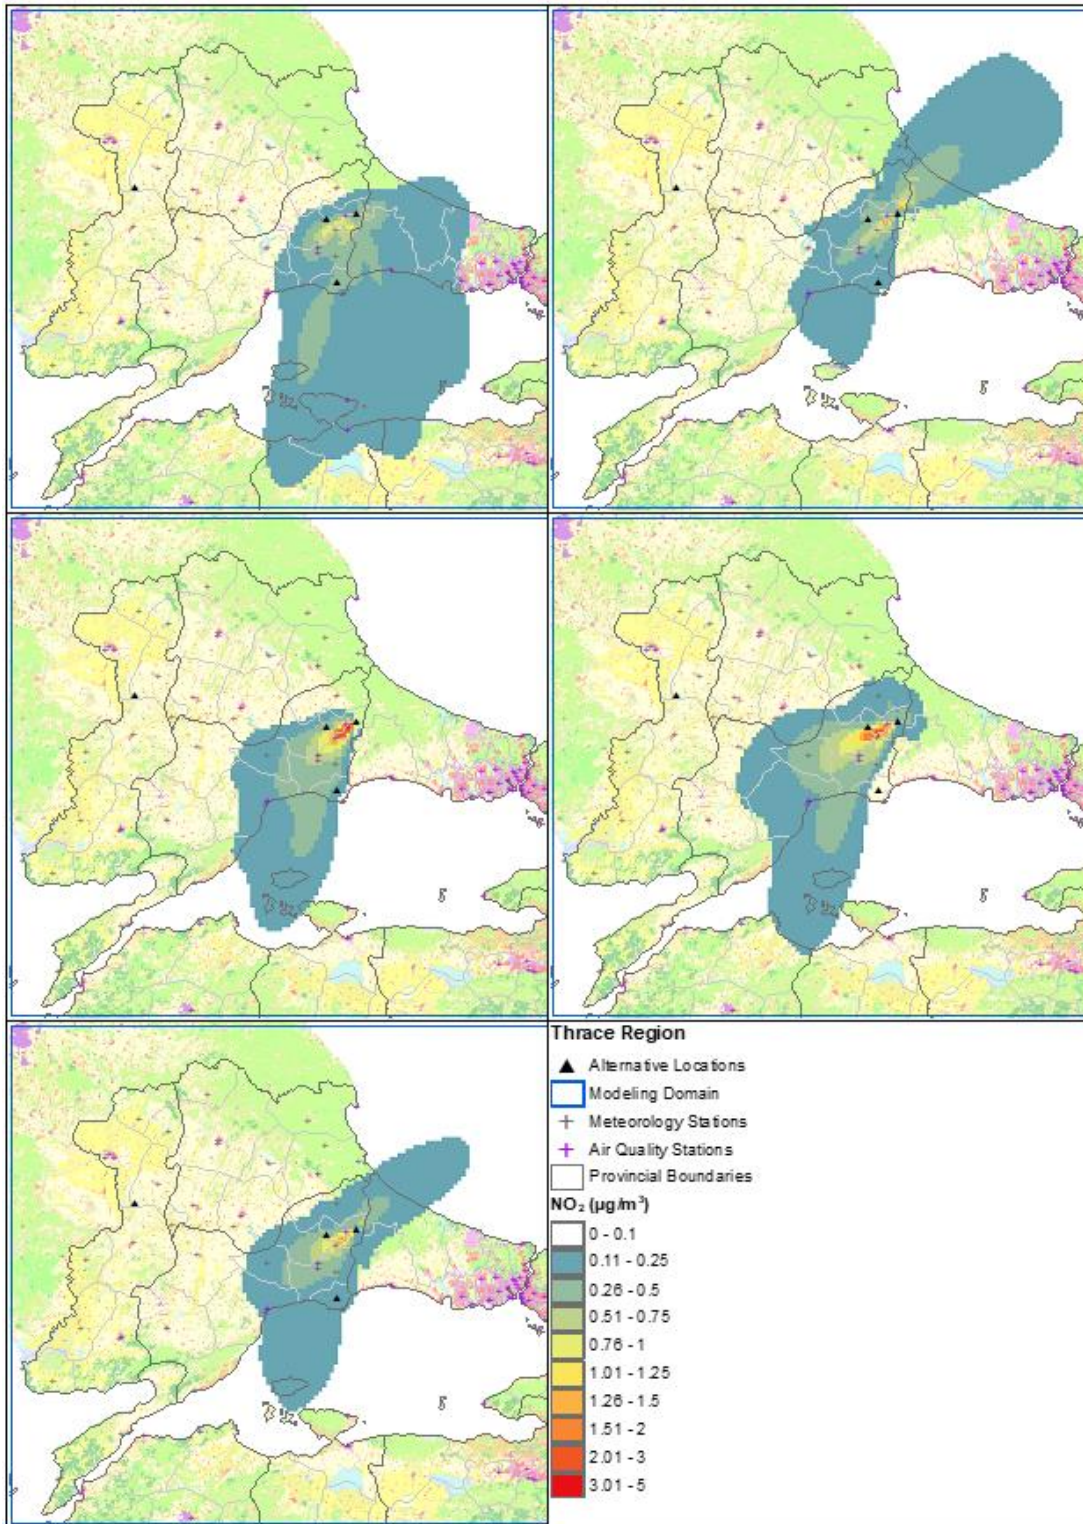 Thrace Region
Alternative Locations
Modeling Domain
Meteorology Stations
Air Quality Stations
Provincial Boundaries
NO₂ (µg/m³)
0 - 0.1
0.11 - 0.25
0.26 - 0.5
0.51 - 0.75
0.76 - 1
1.01 - 1.25
1.26 - 1.5
1.51 - 2
2.01 - 3
3.01 - 5